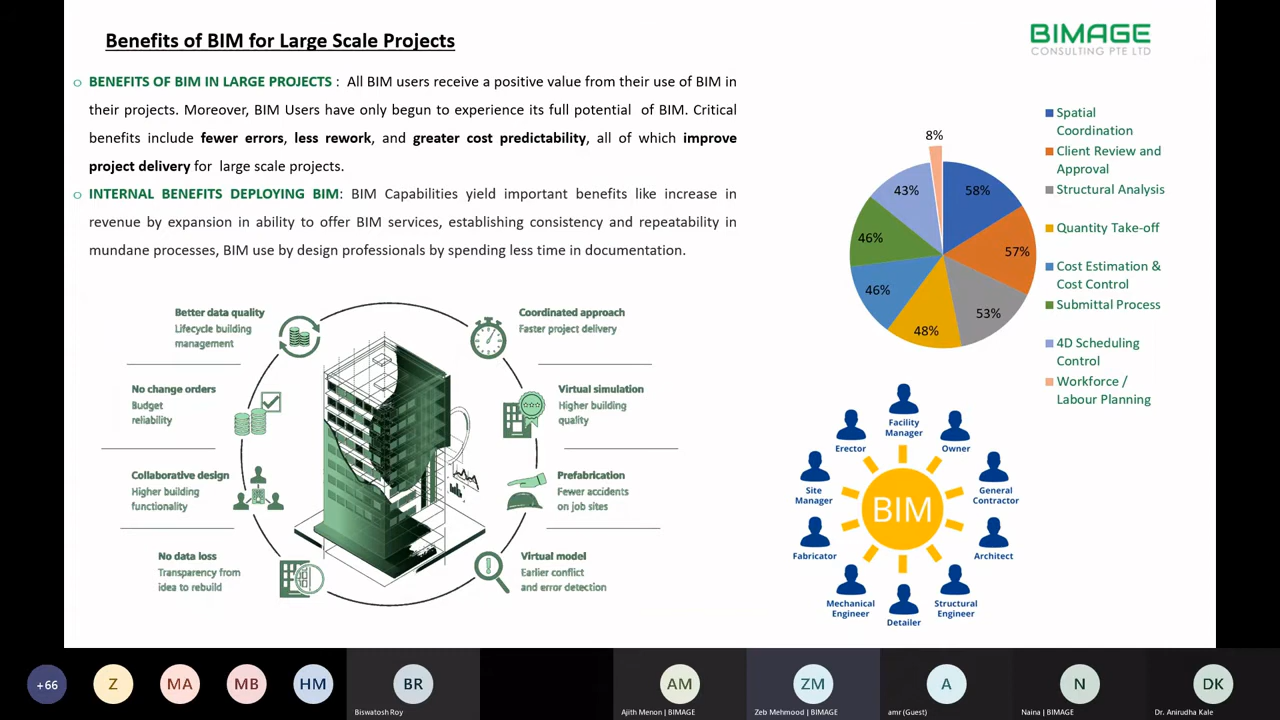 Benefits of BIM for Large Scale Projects
BIMAGE
CONSULTING PTE LTD
o BENEFITS OF BIM IN LARGE PROJECTS : All BIM users receive a positive value from their use of BIM in
their projects. Moreover, BIM Users have only begun to experience its full potential of BIM. Critical
benefits include fewer errors, less rework, and greater cost predictability, all of which improve
project delivery for large scale projects.
o INTERNAL BENEFITS DEPLOYING BIM: BIM Capabilities yield important benefits like increase in
revenue by expansion in ability to offer BIM services, establishing consistency and repeatability in
mundane processes, BIM use by design professionals by spending less time in documentation.
Better data quality
Lifecycle building
management
No change orders
Budget
reliability
Collaborative design
Higher building
functionality
No data loss
Transparency from
idea to rebuild
Coordinated approach
Faster project delivery
Virtual simulation
Higher building
quality
Prefabrication
Fewer accidents
on job sites
Virtual model
Earlier conflict
and error detection
8%
58%
57%
53%
48%
46%
46%
43%
Spatial
Coordination
Client Review and
Approval
Structural Analysis
Quantity Take-off
Cost Estimation &
Cost Control
Submittal Process
4D Scheduling
Control
Workforce /
Labour Planning
BIM
Facility
Manager
Owner
General
Contractor
Architect
Structural
Engineer
Detailer
Mechanical
Engineer
Fabricator
Site
Manager
Erector
+66
Z
MA
MB
HM
BR
Biswatosh Roy
AM
Ajith Menon | BIMAGE
ZM
Zeb Mehmood | BIMAGE
A
amr (Guest)
N
Naina | BIMAGE
DK
Dr. Anirudha Kale